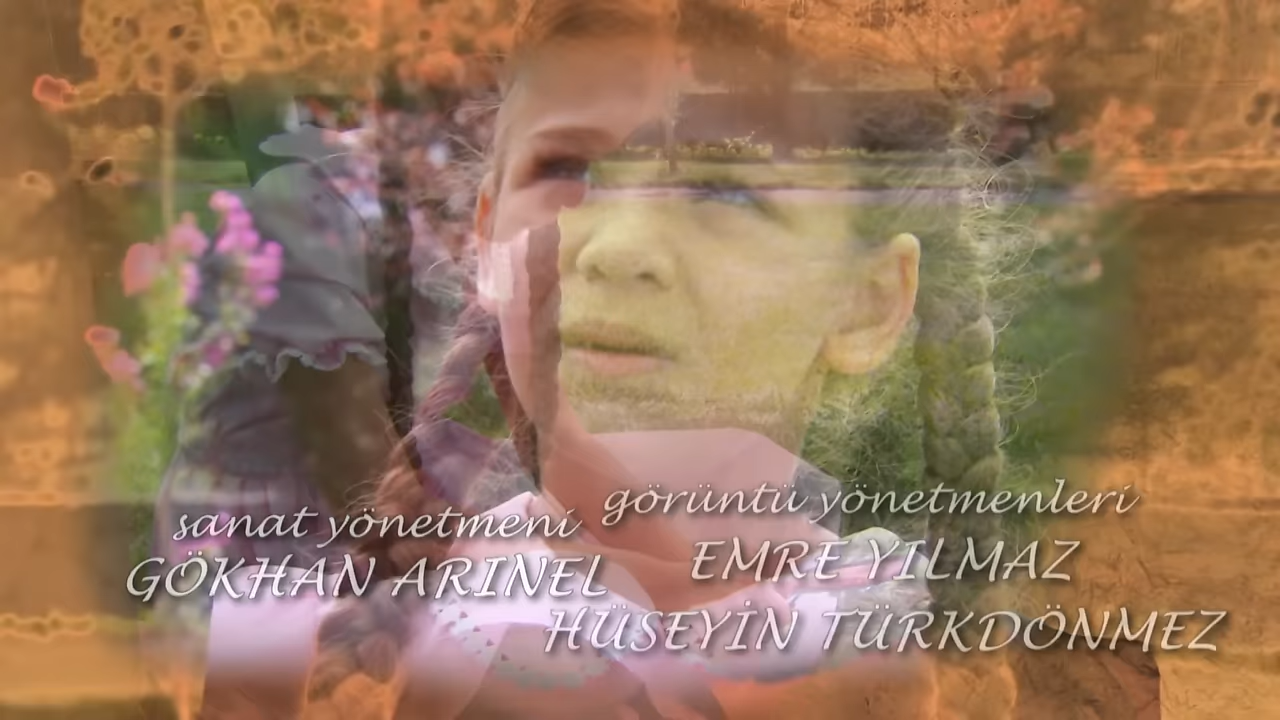 sanat yönetmeni
GÖKHAN ARINEL
görüntü yönetmenleri
EMRE YILMAZ
HÜSEYİN TÜRKDÖNMEZ